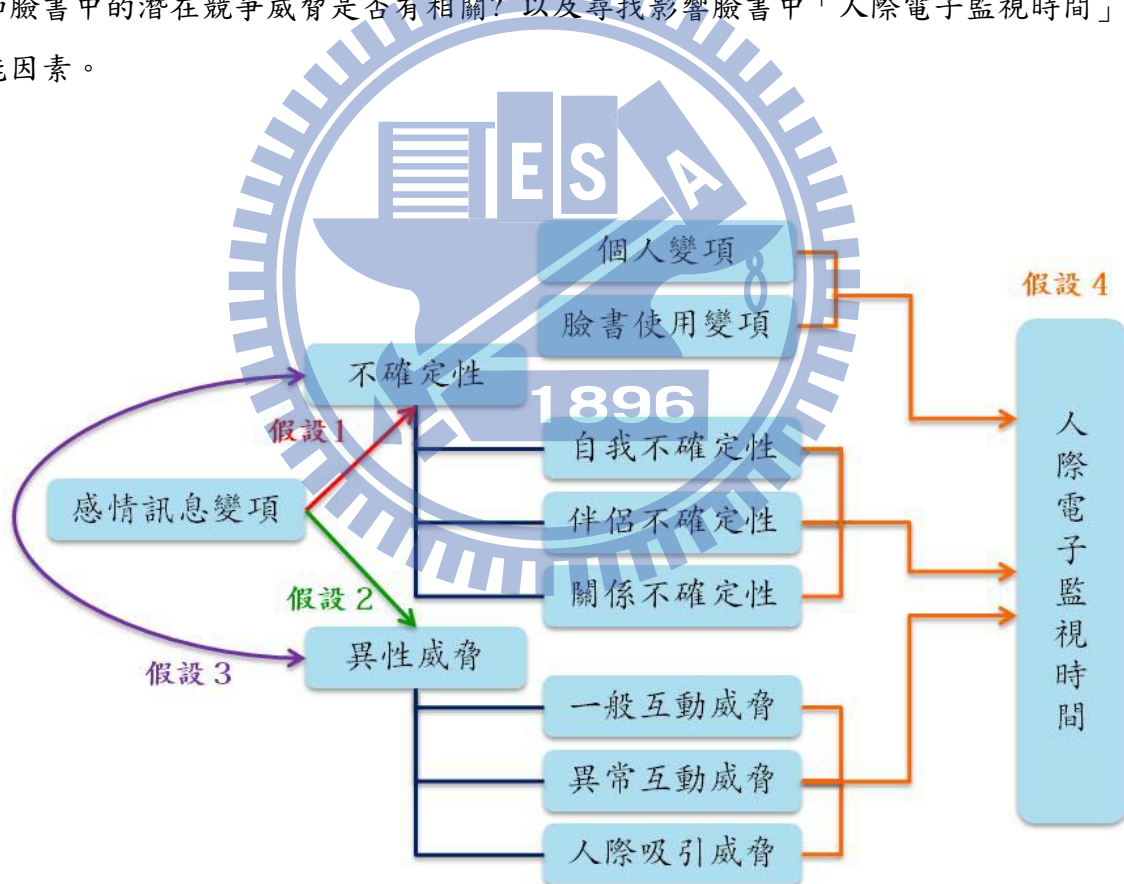 臉書中的潛在競爭威脅是否有相關？以及尋找影響臉書中「人際電子監視時間」
因素。
ESA
1896
個人變項
臉書使用變項
假設 4
不確定性
假設1
自我不確定性
感情訊息變項
伴侶不確定性
假設 2
關係不確定性
異性威脅
假設 3
一般互動威脅
異常互動威脅
人際吸引威脅
人際電子監視時間